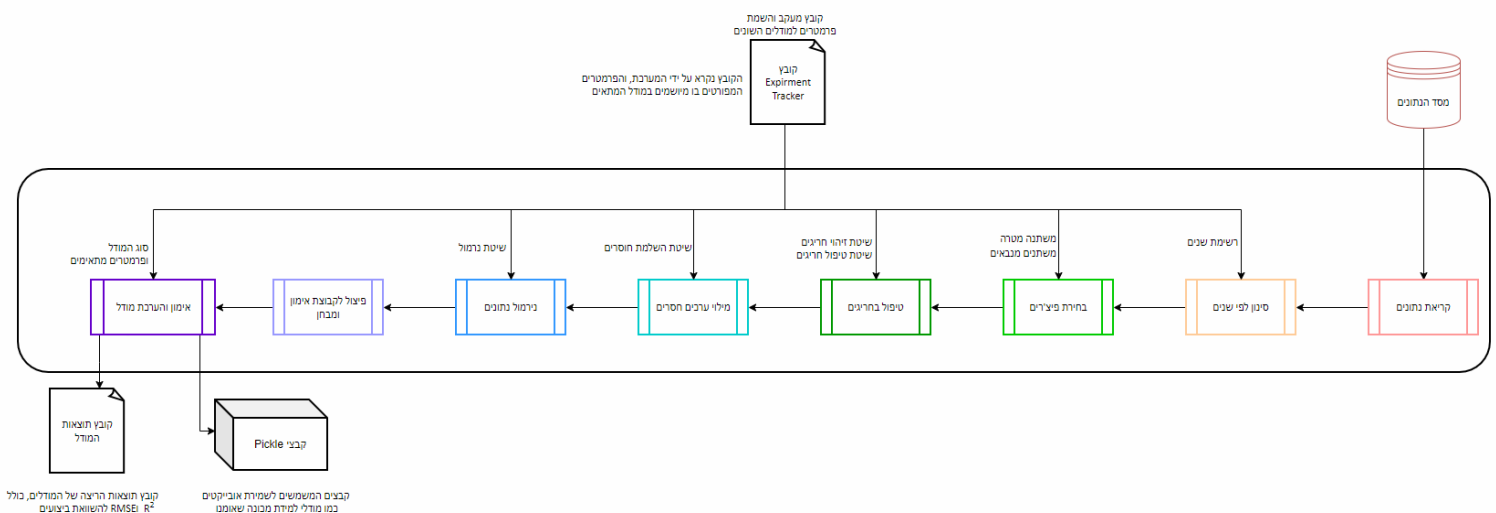 קובץ מעקב והשמת
פרמטרים למודלים השונים
קובץ
Expirment
Tracker
הקובץ נקרא על ידי המערכת, והפרמטרים
המפורטים בו מיושמים במודל המתאים
מסד הנתונים
רשימת שנים
משתנה מטרה
משתנים מנבאים
שיטת זיהוי חריגים
שיטת טיפול חריגים
שיטת השלמת חוסרים
שיטת נרמול
סוג המודל
ופרמטרים מתאימים
קריאת נתונים
סינון לפי שנים
בחירת פיצ'רים
טיפול בחריגים
מילוי ערכים חסרים
נירמול נתונים
פיצול לקבוצת אימון
ומבחן
אימון והערכת מודל
קבצי Pickle
קבצים המשמשים לשמירת אובייקטים
כמו מודלי למידת מכונה שאומנו
קובץ תוצאות
המודל
קובץ תוצאות הריצה של המודלים, כולל
R² וRMSE להשוואת ביצועים